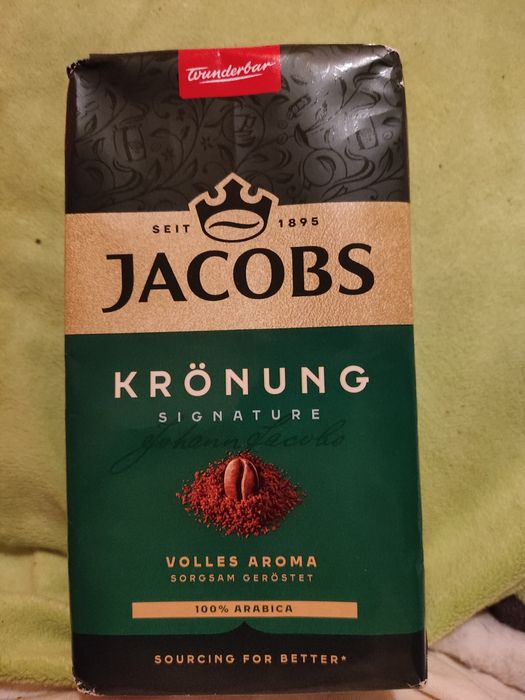 Wunderbar
SEIT 1895
JACOBS
KRÖNUNG
SIGNATURE
Johann Jacobs
VOLLES AROMA
SORGSAM GERÖSTET
100% ARABICA
SOURCING FOR BETTER*